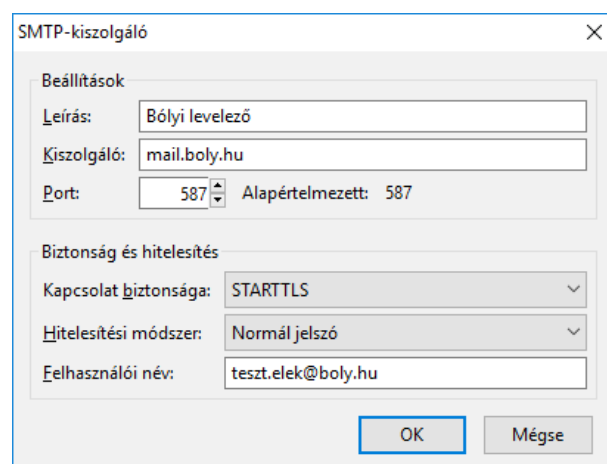 SMTP-kiszolgáló
Beállítások
Leírás: Bólyi levelező
Kiszolgáló: mail.boly.hu
Port: 587 Alapértelmezett: 587
Biztonság és hitelesítés
Kapcsolat biztonsága: STARTTLS
Hitelesítési módszer: Normál jelszó
Felhasználói név: teszt.elek@boly.hu
OK Mégse